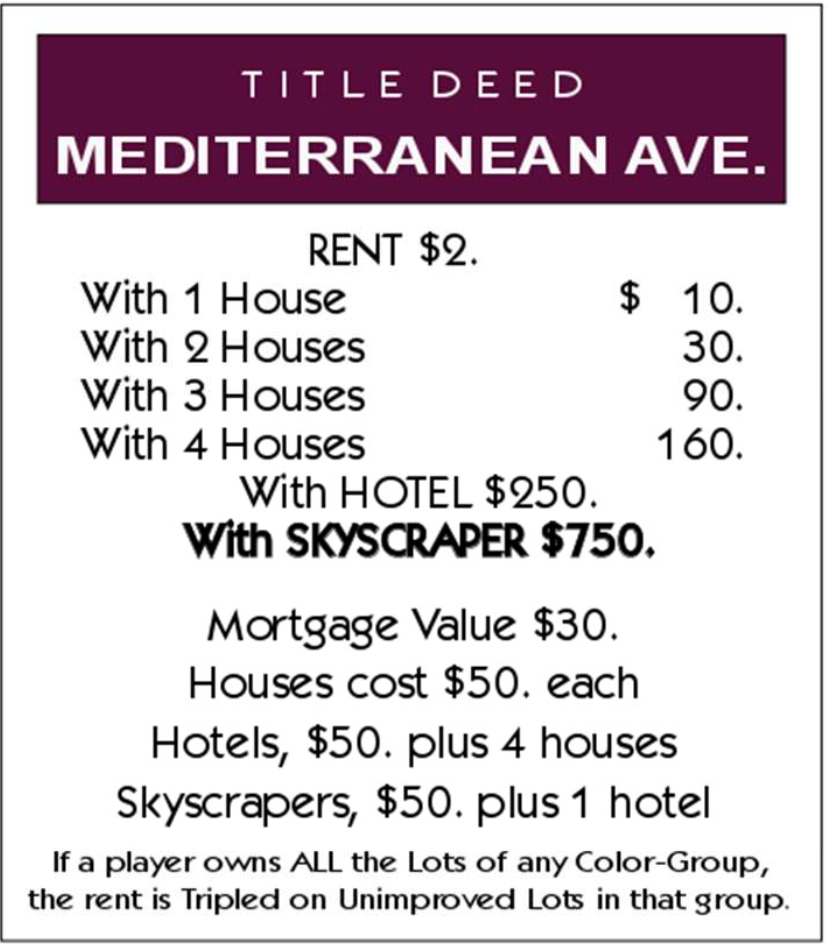 TITLE DEED
MEDITERRANEAN AVE.
RENT $2.
With 1 House $ 10.
With 2 Houses 30.
With 3 Houses 90.
With 4 Houses 160.
With HOTEL $250.
With SKYSCRAPER $750.
Mortgage Value $30.
Houses cost $50. each
Hotels, $50. plus 4 houses
Skyscrapers, $50. plus 1 hotel
If a player owns ALL the Lots of any Color-Group,
the rent is Tripled on Unimproved Lots in that group.